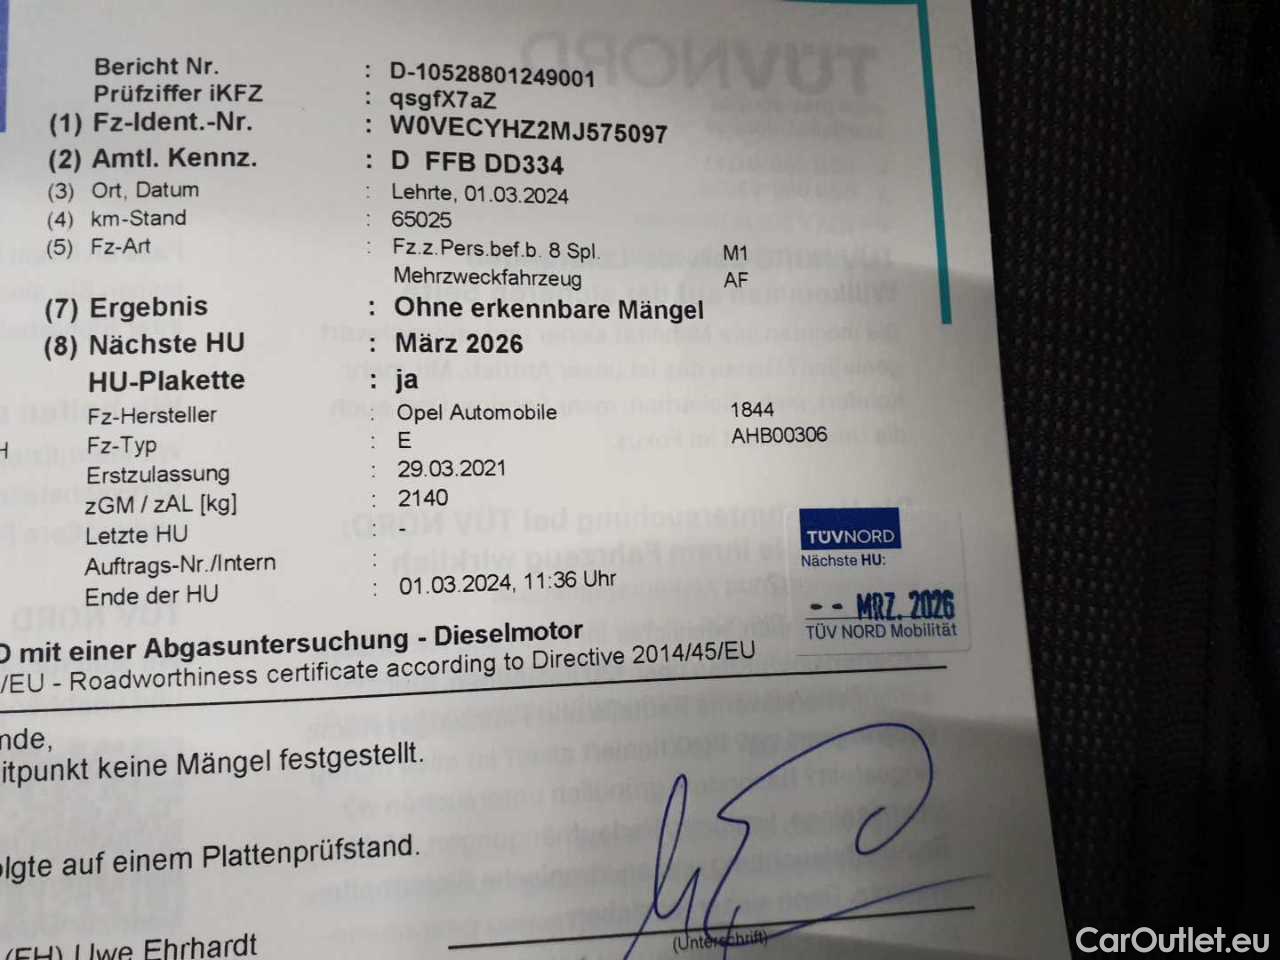 Bericht Nr. : D-10528801249001
Prüfziffer iKFZ : qsgfX7aZ
(1) Fz-Ident.-Nr. : W0VECYHZ2MJ575097
(2) Amtl. Kennz. : D FFB DD334
(3) Ort, Datum : Lehrte, 01.03.2024
(4) km-Stand : 65025
(5) Fz-Art : Fz.z.Pers.bef.b. 8 Spl. M1
Mehrzweckfahrzeug AF
(7) Ergebnis : Ohne erkennbare Mängel
(8) Nächste HU : März 2026
HU-Plakette : ja
Fz-Hersteller : Opel Automobile 1844
Fz-Typ : E AHB00306
Erstzulassung : 29.03.2021
zGM / zAL [kg] : 2140
Letzte HU : -
Auftrags-Nr./Intern :
Ende der HU : 01.03.2024, 11:36 Uhr
TÜVNORD
Nächste HU:
-- MRZ. 2026
TÜV NORD Mobilität
mit einer Abgasuntersuchung - Dieselmotor
/EU - Roadworthiness certificate according to Directive 2014/45/EU
nde,
itpunkt keine Mängel festgestellt.
olgte auf einem Plattenprüfstand.
(FH) Uwe Ehrhardt
(Unterschrift)
CarOutlet.eu